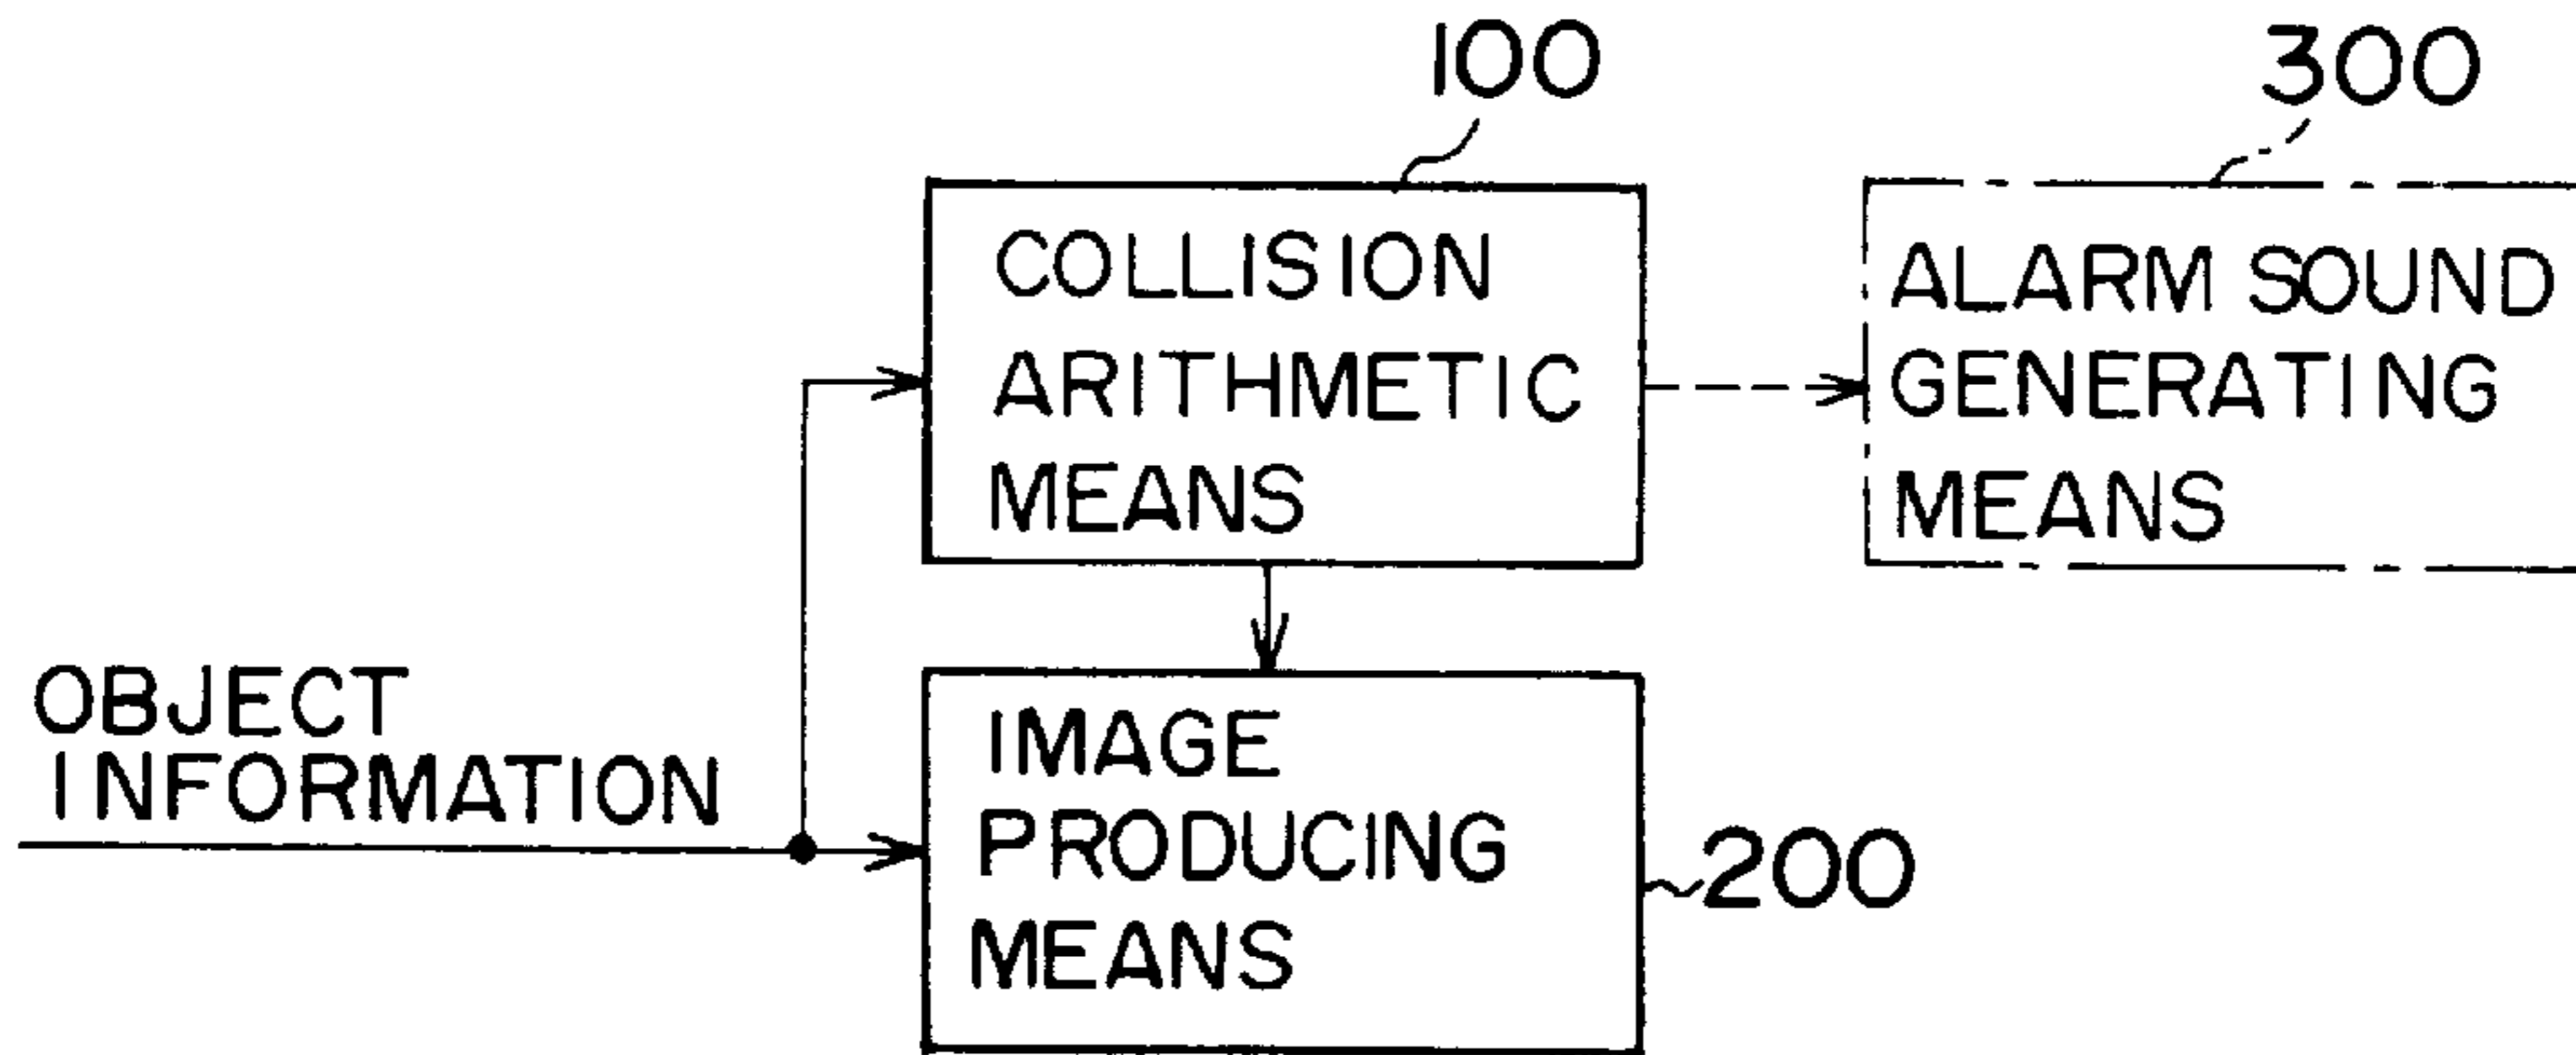 100
300
COLLISION
ARITHMETIC
MEANS
ALARM SOUND
GENERATING
MEANS
OBJECT
INFORMATION
IMAGE
PRODUCING
MEANS
200